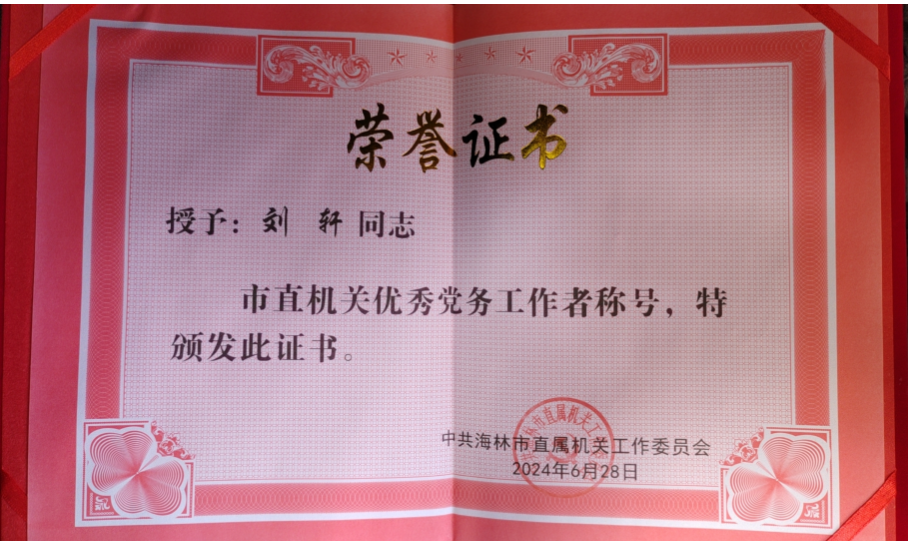 荣誉证书
授予：刘 轩 同志
市直机关优秀党务工作者称号，特
颁发此证书。
中共海林市直属机关工作委员会
2024年6月28日